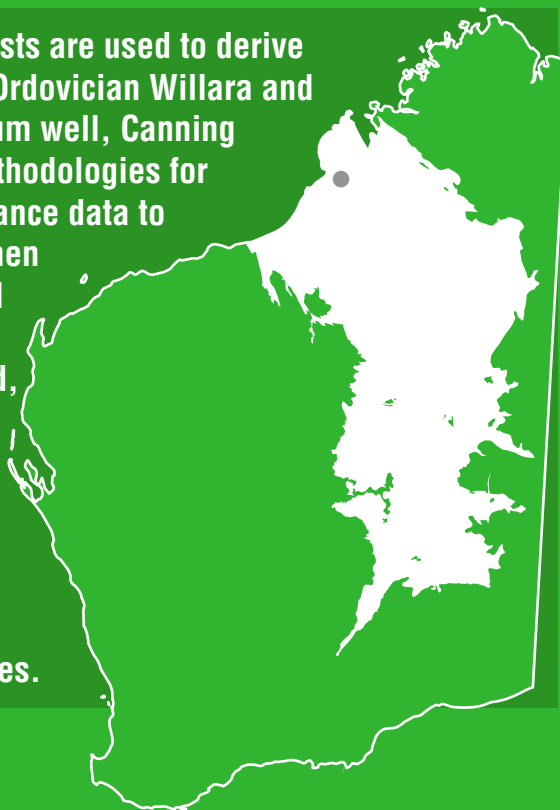 sts are used to derive
Ordovician Willara and
um well, Canning
thodologies for
ance data to
hen
d,
es.